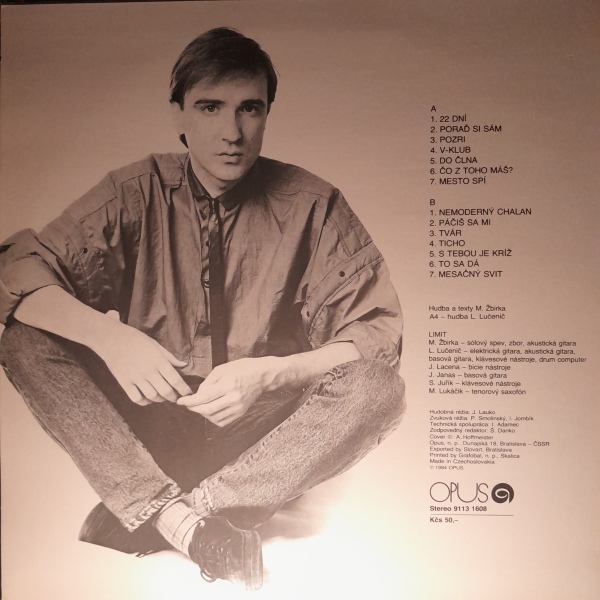 A
1. 22 DNÍ
2. PORAĎ SI SÁM
3. POZRI
4. V-KLUB
5. DO ČLNA
6. ČO Z TOHO MÁŠ?
7. MESTO SPÍ
B
1. NEMODERNÝ CHALAN
2. PÁČIŠ SA MI
3. TVÁR
4. TICHO
5. S TEBOU JE KRÍŽ
6. TO SA DÁ
7. MESAČNÝ SVIT
Hudba a texty M. Žbirka
A4 – hudba L. Lučenič
LIMIT
M. Žbirka – sólový spev, zbor, akustická gitara
L. Lučenič – elektrická gitara, akustická gitara,
basová gitara, klávesové nástroje, drum computer
J. Lacena – bicie nástroje
J. Janaa – basová gitara
S. Juřík – klávesové nástroje
M. Lukáčik – tenorový saxofón
Hudobná réžia: J. Lauko
Zvuková réžia: P. Smolinský, I. Jombík
Technická spolupráca: I. Adamec
Zodpovedný redaktor: Š. Danko
Cover © A. Hoffmeister
Opus, n. p., Dunajská 18, Bratislava – ČSSR
Exported by Slovart, Bratislava
Printed by Grafobal, n. p., Skalica
Made in Czechoslovakia
℗ 1984 OPUS
OPUS
Stereo 9113 1608
Kčs 50,–